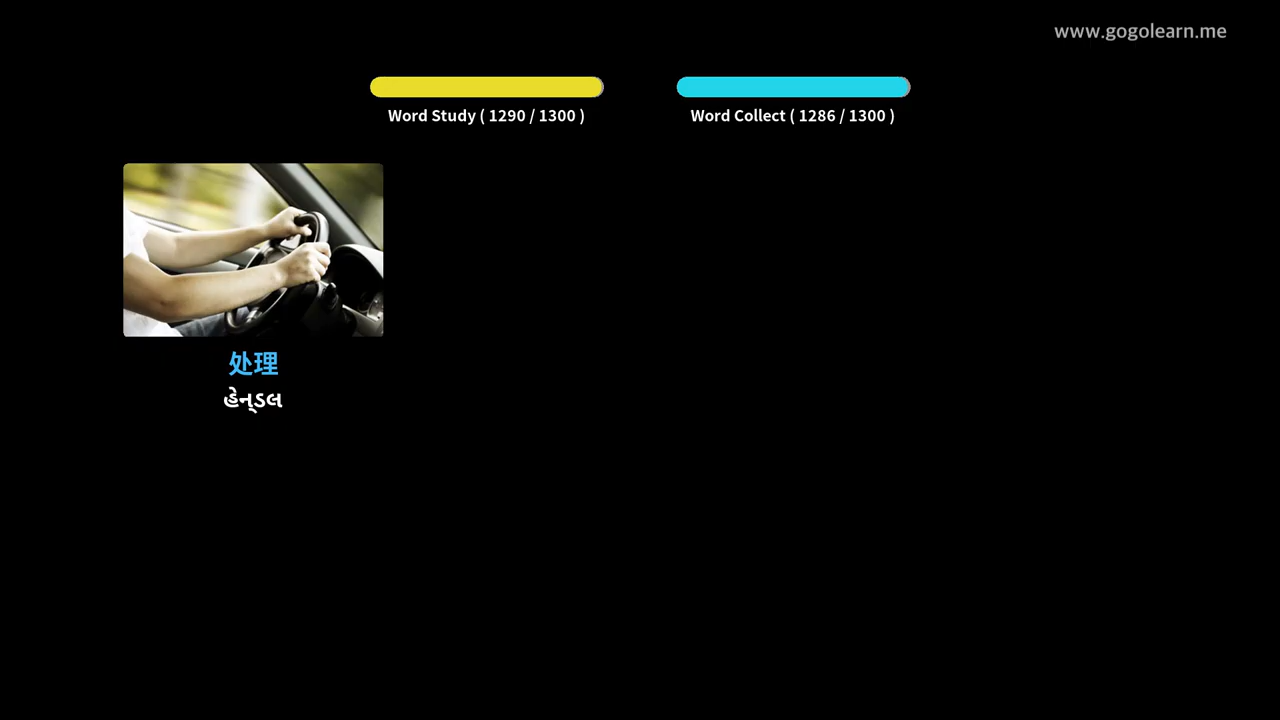 www.gogolearn.me
Word Study ( 1290 / 1300 )
Word Collect ( 1286 / 1300 )
处理
હેન્ડલ